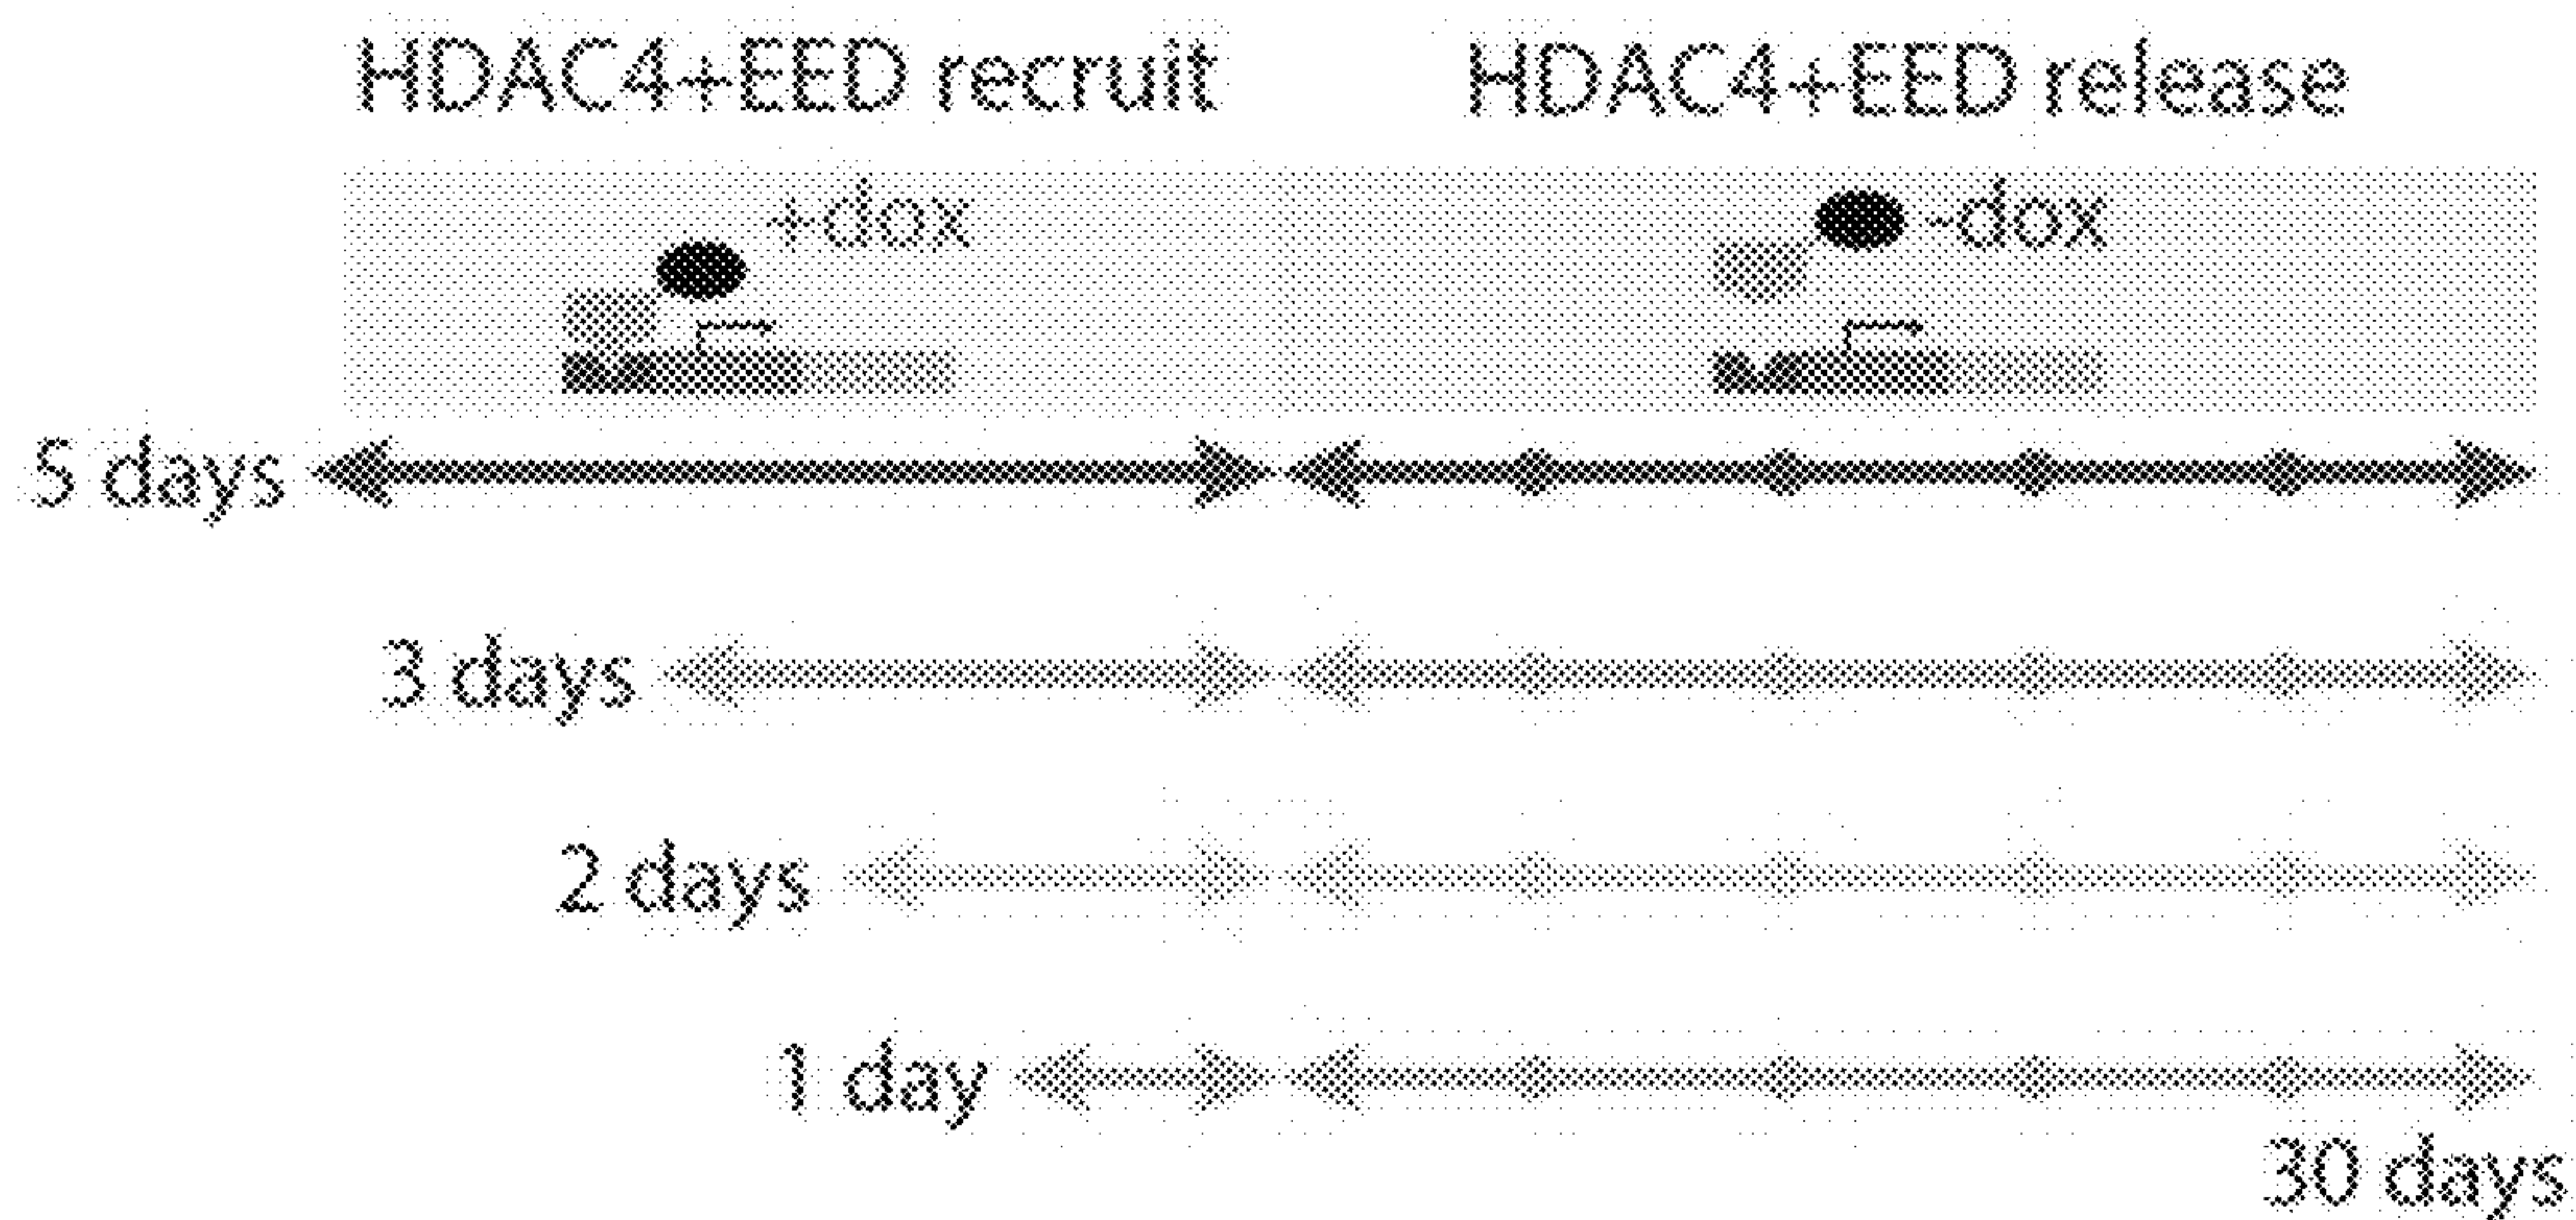 HDAC4+EED recruit
HDAC4+EED release
+dox
-dox
5 days
3 days
2 days
1 day
30 days